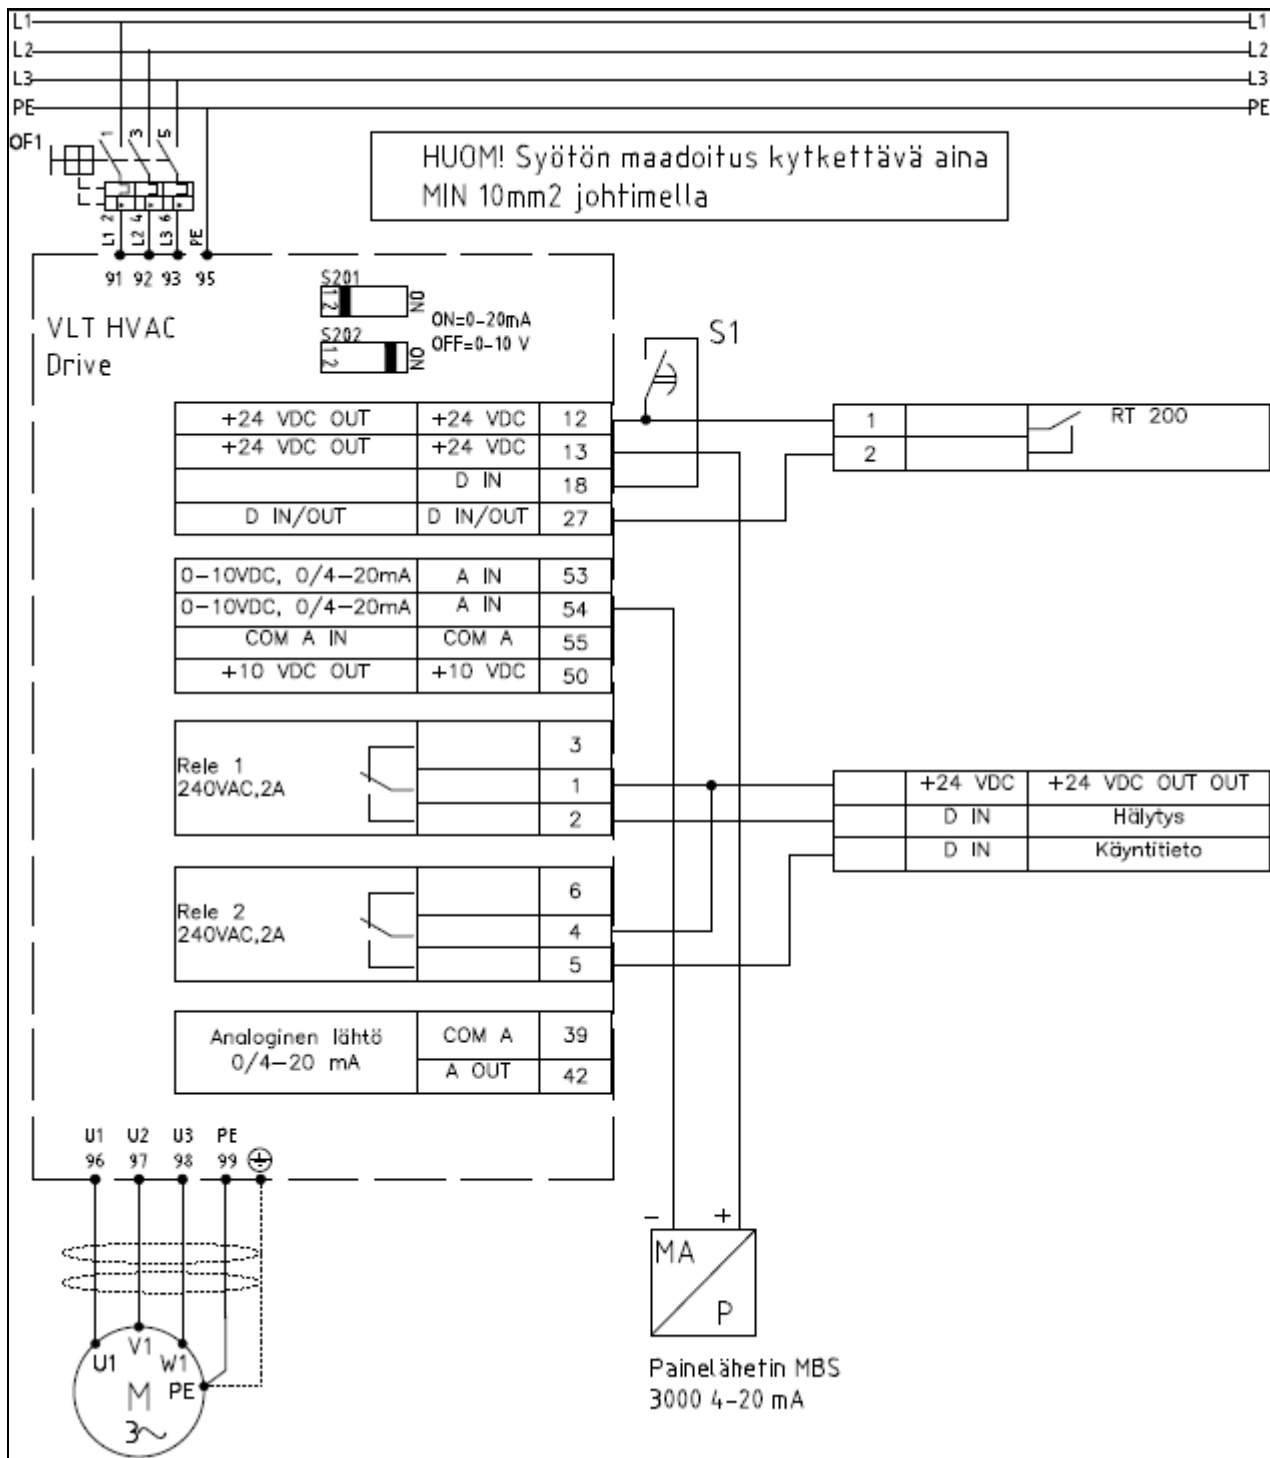 L1 L1
L2 L2
L3 L3
PE PE
OF1
1 3 5
HUOM! Syötön maadoitus kytkettävä aina
MIN 10mm2 johtimella
2 4 6
L1 L2 L3 PE
91 92 93 95
VLT HVAC
Drive
S201
1 2
ON
S202
1 2
ON
ON=0-20mA
OFF=0-10 V
S1
+24 VDC OUT +24 VDC 12
+24 VDC OUT +24 VDC 13
D IN 18
D IN/OUT D IN/OUT 27
1 RT 200
2
0-10VDC, 0/4-20mA A IN 53
0-10VDC, 0/4-20mA A IN 54
COM A IN COM A 55
+10 VDC OUT +10 VDC 50
Rele 1
240VAC,2A
3
1
2
+24 VDC +24 VDC OUT OUT
D IN Hälytys
D IN Käyntitieto
Rele 2
240VAC,2A
6
4
5
Analoginen lähtö
0/4-20 mA
COM A 39
A OUT 42
U1 U2 U3 PE
96 97 98 99
- +
MA
P
Painelähetin MBS
3000 4-20 mA
U1 V1 W1
M PE
3~